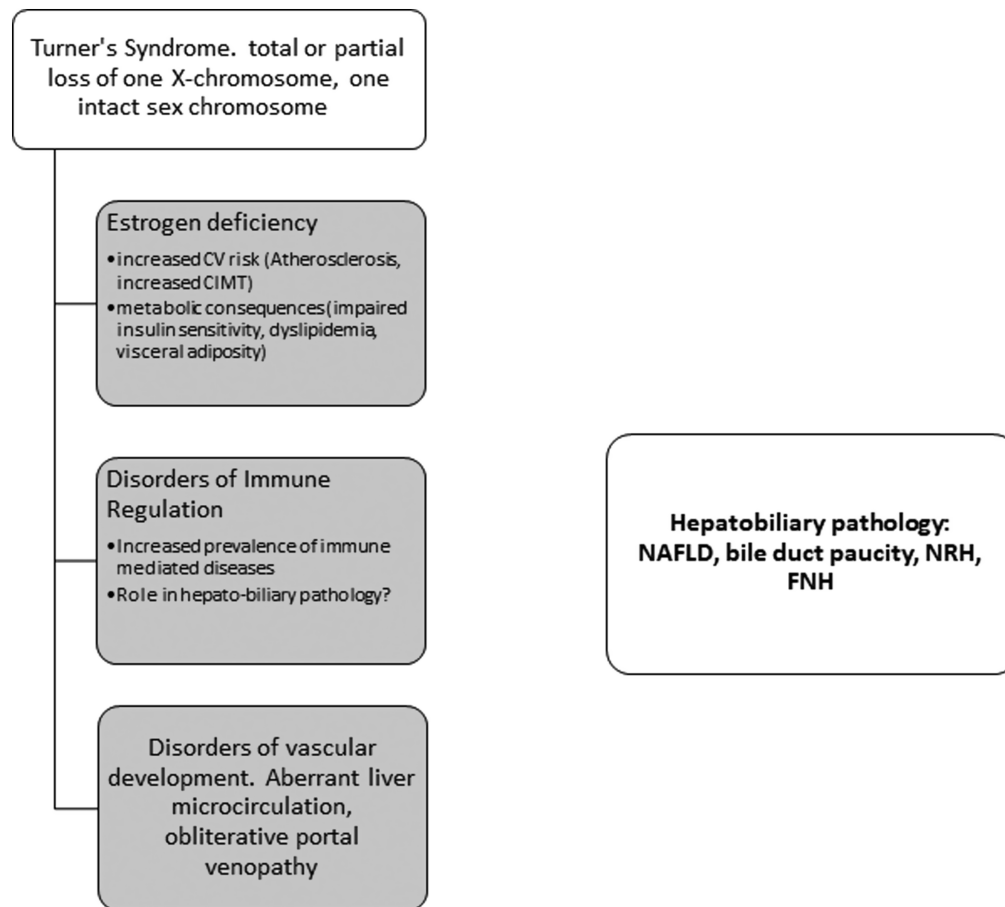 Turner's Syndrome. total or partial
loss of one X-chromosome, one
intact sex chromosome
Estrogen deficiency
•increased CV risk (Atherosclerosis,
increased CIMT)
•metabolic consequences(impaired
insulin sensitivity, dyslipidemia,
visceral adiposity)
Disorders of Immune
Regulation
•Increased prevalence of immune
mediated diseases
•Role in hepato-biliary pathology?
Disorders of vascular
development. Aberrant liver
microcirculation,
obliterative portal
venopathy
Hepatobiliary pathology:
NAFLD, bile duct paucity, NRH,
FNH